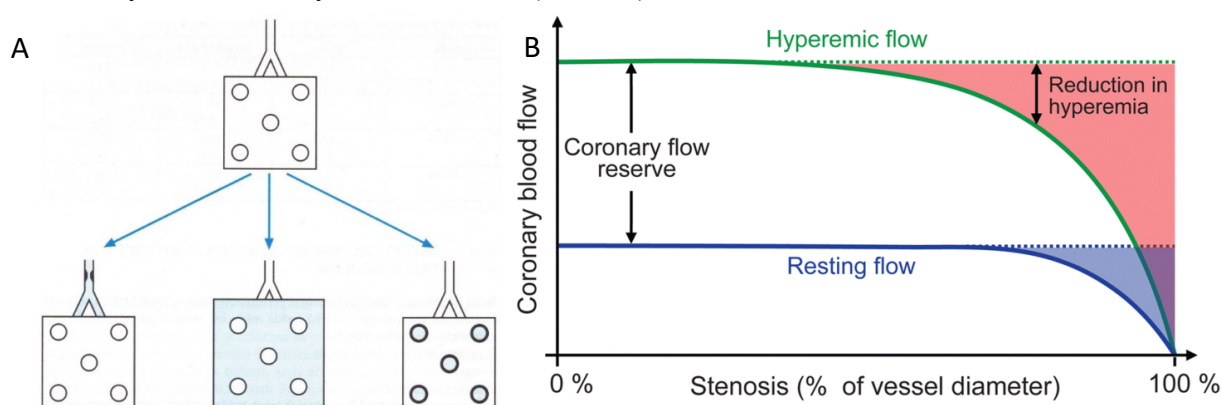 A
B
Hyperemic flow
Reduction in
hyperemia
Coronary flow
reserve
Resting flow
Coronary blood flow
0 %
Stenosis (% of vessel diameter)
100 %